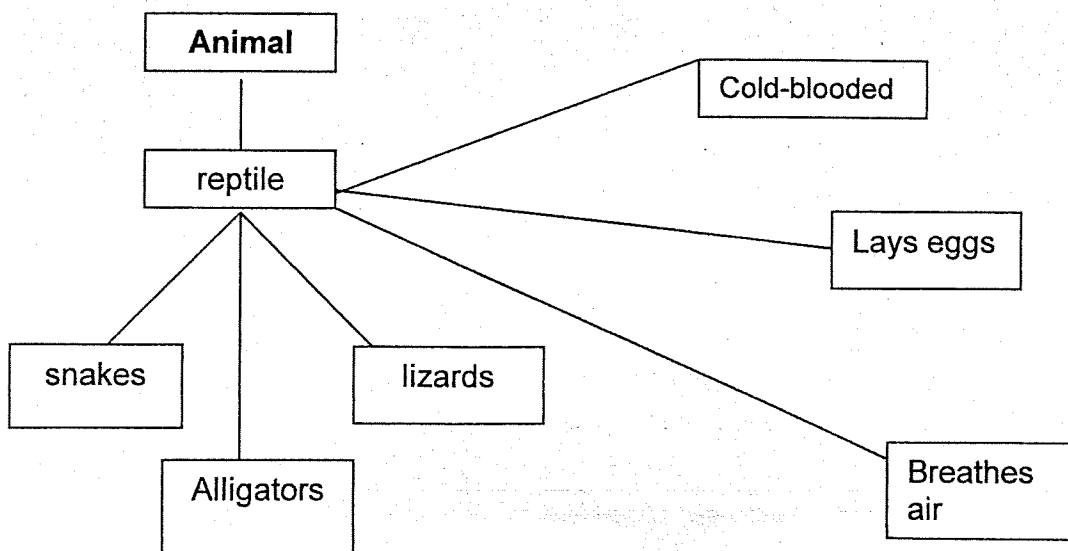 Animal
Cold-blooded
reptile
Lays eggs
snakes
lizards
Alligators
Breathes
air